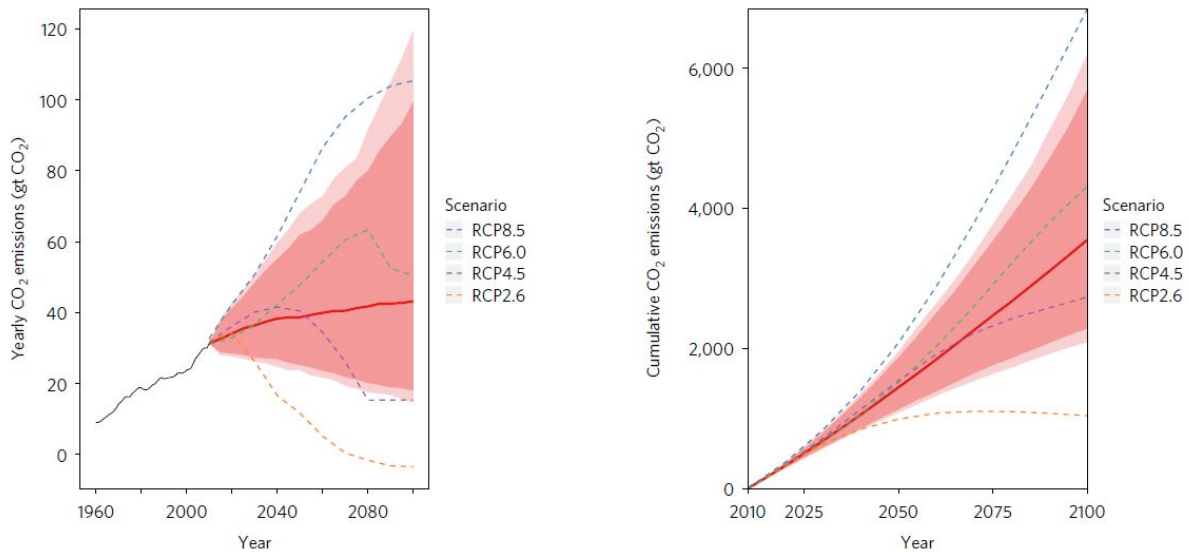 Yearly CO₂ emissions (gt CO₂)
120
100
80
60
40
20
0
1960
2000
2040
2080
Year
Scenario
RCP8.5
RCP6.0
RCP4.5
RCP2.6
Cumulative CO₂ emissions (gt CO₂)
6,000
4,000
2,000
0
2010
2025
2050
2075
2100
Year
Scenario
RCP8.5
RCP6.0
RCP4.5
RCP2.6